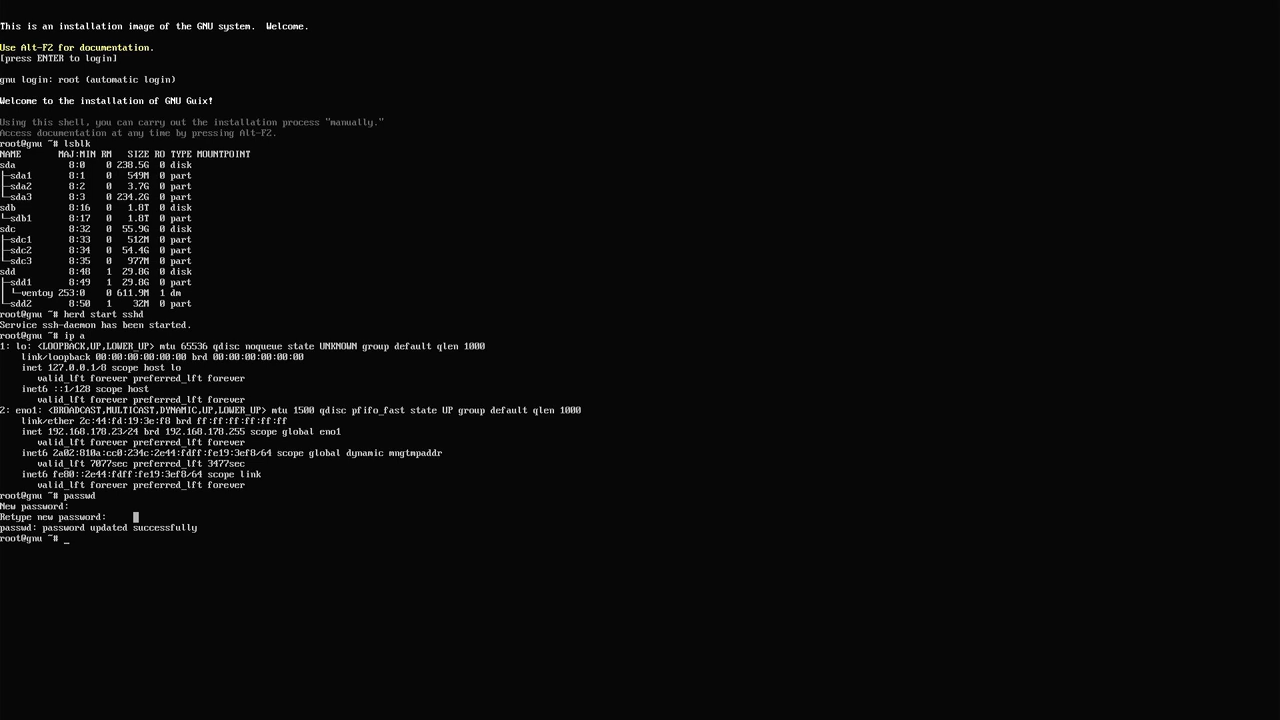 This is an installation image of the GNU system.  Welcome.
Use Alt-F2 for documentation.
[press ENTER to login]
gnu login: root (automatic login)
Welcome to the installation of GNU Guix!
Using this shell, you can carry out the installation process "manually."
Access documentation at any time by pressing Alt-F2.
root@gnu ~# lsblk
NAME       MAJ:MIN RM   SIZE RO TYPE MOUNTPOINT
sda          8:0    0 238.5G  0 disk
├─sda1       8:1    0   549M  0 part
├─sda2       8:2    0   3.7G  0 part
└─sda3       8:3    0 234.2G  0 part
sdb          8:16   0   1.8T  0 disk
└─sdb1       8:17   0   1.8T  0 part
sdc          8:32   0  55.9G  0 disk
├─sdc1       8:33   0   512M  0 part
├─sdc2       8:34   0  54.4G  0 part
└─sdc3       8:35   0   977M  0 part
sdd          8:48   1  29.8G  0 disk
├─sdd1       8:49   1  29.8G  0 part
│ └─ventoy 253:0    0 611.9M  1 dm
└─sdd2       8:50   1    32M  0 part
root@gnu ~# herd start sshd
Service ssh-daemon has been started.
root@gnu ~# ip a
1: lo: <LOOPBACK,UP,LOWER_UP> mtu 65536 qdisc noqueue state UNKNOWN group default qlen 1000
    link/loopback 00:00:00:00:00:00 brd 00:00:00:00:00:00
    inet 127.0.0.1/8 scope host lo
       valid_lft forever preferred_lft forever
    inet6 ::1/128 scope host
       valid_lft forever preferred_lft forever
2: eno1: <BROADCAST,MULTICAST,DYNAMIC,UP,LOWER_UP> mtu 1500 qdisc pfifo_fast state UP group default qlen 1000
    link/ether 2c:44:fd:19:3e:f8 brd ff:ff:ff:ff:ff:ff
    inet 192.168.178.23/24 brd 192.168.178.255 scope global eno1
       valid_lft forever preferred_lft forever
    inet6 2a02:810a:cc0:234c:2e44:fdff:fe19:3ef8/64 scope global dynamic mngtmpaddr
       valid_lft 7077sec preferred_lft 3477sec
    inet6 fe80::2e44:fdff:fe19:3ef8/64 scope link
       valid_lft forever preferred_lft forever
root@gnu ~# passwd
New password:
Retype new password:
passwd: password updated successfully
root@gnu ~# _